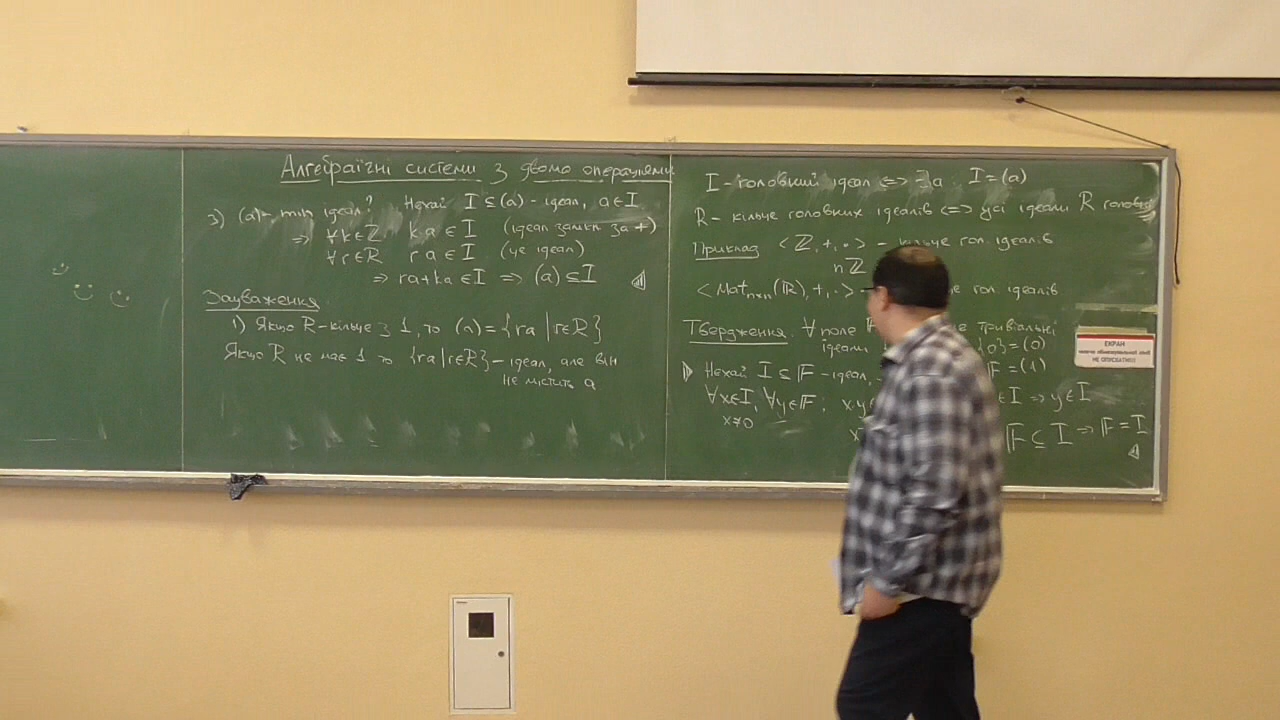 Алгебраїчні системи з двома операціями
3) (a) - min ідеал? Нехай I ⊆ (a) - ідеал, a ∈ I
⇒ ∀k∈ℤ ka ∈ I (ідеал замкн за +)
∀r∈R ra ∈ I (це ідеал)
⇒ ra+ka ∈ I ⇒ (a) ⊆ I
Зауваження
1) Якщо R - кільце з 1, то (a) = {ra | r∈R}
Якщо R не має 1 то {ra | r∈R} - ідеал, але він
не містить a
I - головний ідеал ⇔ ∃a I = (a)
R - кільце головних ідеалів ⇔ усі ідеали R головні
Приклад <ℤ, +, ·> - кільце гол. ідеалів
nℤ
<Mat n×n (ℝ), +, ·> гол. ідеалів.
Твердження. ∀ поле тривіальні
ідеали {0} = (0)
Нехай I ⊆ 𝔽 - ідеал, 𝔽 = (1)
∀x∈I, ∀y∈𝔽, x·y ∈ I ⇒ y ∈ I
x≠0 𝔽 ⊆ I ⇒ 𝔽 = I
ЕКРАН
НЕ ОПУСКАТИ!!!